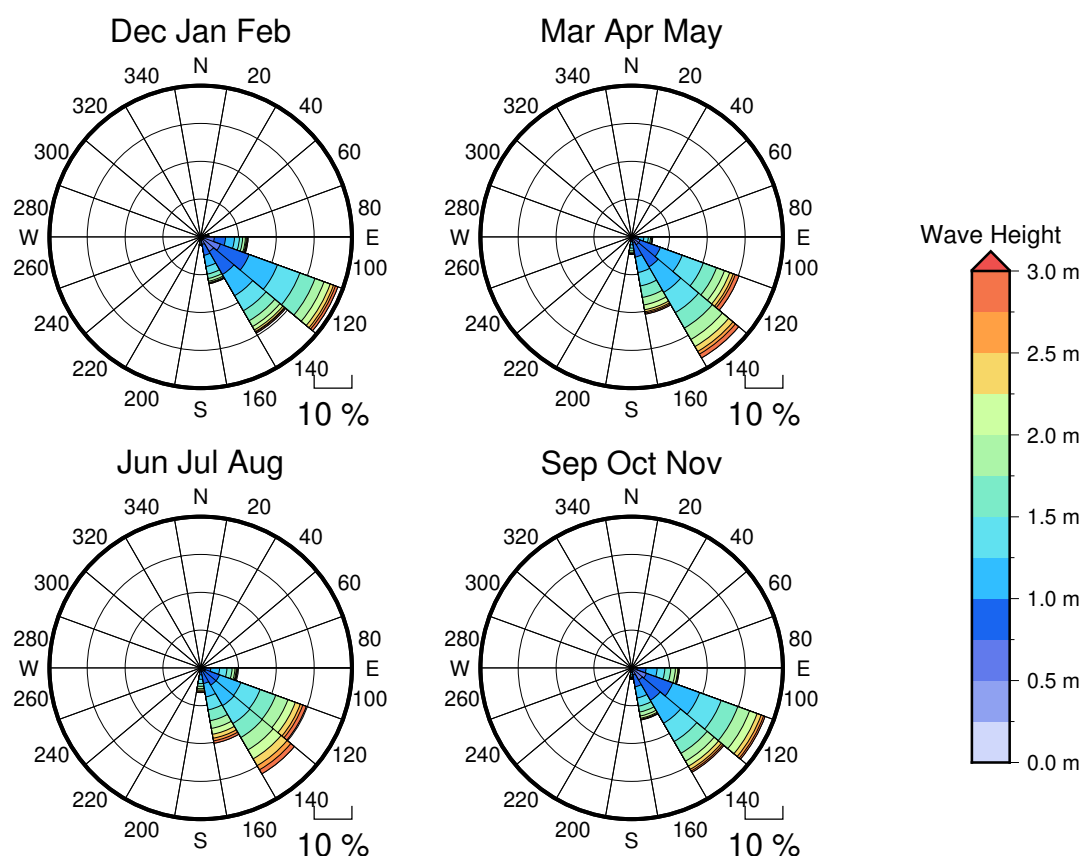 Dec Jan Feb
Mar Apr May
N
20
40
60
80
E
100
120
140
160
S
200
220
240
260
W
280
300
320
340
10 %
N
20
40
60
80
E
100
120
140
160
S
200
220
240
260
W
280
300
320
340
10 %
Jun Jul Aug
Sep Oct Nov
N
20
40
60
80
E
100
120
140
160
S
200
220
240
260
W
280
300
320
340
10 %
N
20
40
60
80
E
100
120
140
160
S
200
220
240
260
W
280
300
320
340
10 %
Wave Height
3.0 m
2.5 m
2.0 m
1.5 m
1.0 m
0.5 m
0.0 m